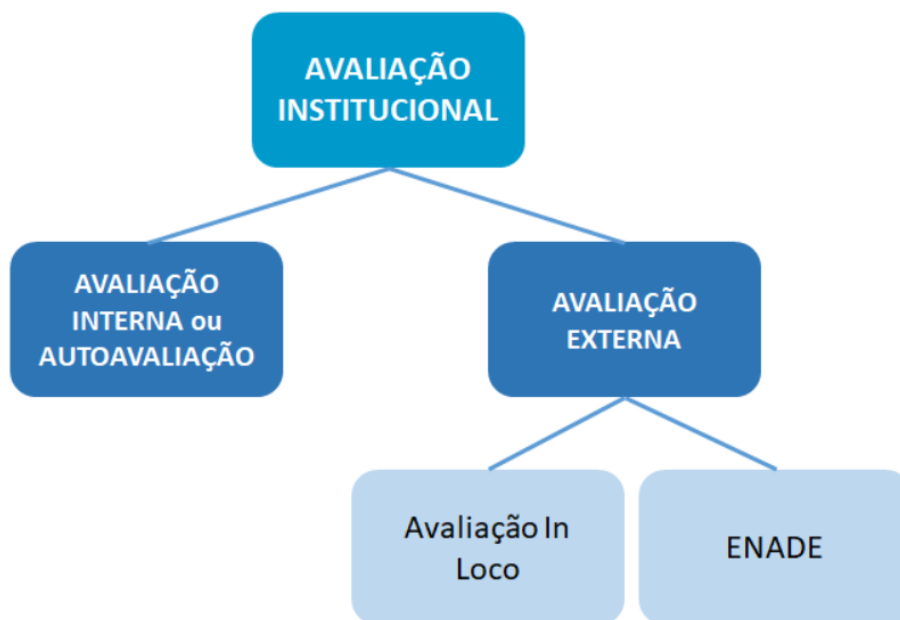 AVALIAÇÃO
INSTITUCIONAL
AVALIAÇÃO
INTERNA ou
AUTOAVALIAÇÃO
AVALIAÇÃO
EXTERNA
Avaliação In
Loco
ENADE